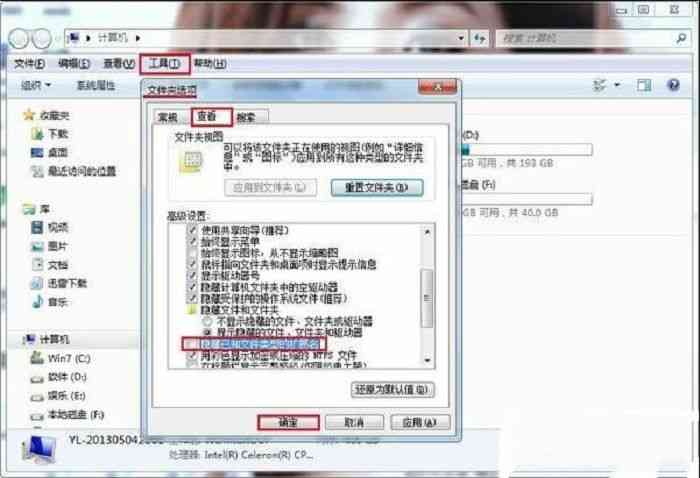 计算机
搜索 计算机
文件(F) 编辑(E) 查看(V) 工具(T) 帮助(H)
组织 系统属性
收藏夹
下载
桌面
最近访问的位置
库
视频
图片
文档
迅雷下载
音乐
计算机
Win7 (C:)
软件 (D:)
娱乐 (E:)
本地磁盘 (F:)
文件夹选项
常规 查看 搜索
文件夹视图
可以将该文件夹正在使用的视图(例如“详细信
息”或“图标”)应用到所有这种类型的文件夹
中。
应用到文件夹(L) 重置文件夹(R)
高级设置:
使用共享向导(推荐)
始终显示菜单
始终显示图标，从不显示缩略图
鼠标指向文件夹和桌面项时显示提示信息
显示驱动器号
隐藏计算机文件夹中的空驱动器
隐藏受保护的操作系统文件(推荐)
隐藏文件和文件夹
不显示隐藏的文件、文件夹或驱动器
显示隐藏的文件、文件夹和驱动器
隐藏已知文件类型的扩展名
用彩色显示加密或压缩的 NTFS 文件
还原为默认值(D)
确定 取消 应用(A)
(D:)
GB 可用，共 193 GB
磁盘 (F:)
GB 可用，共 40.0 GB
处理器: Intel(R) Celeron(R) CP...